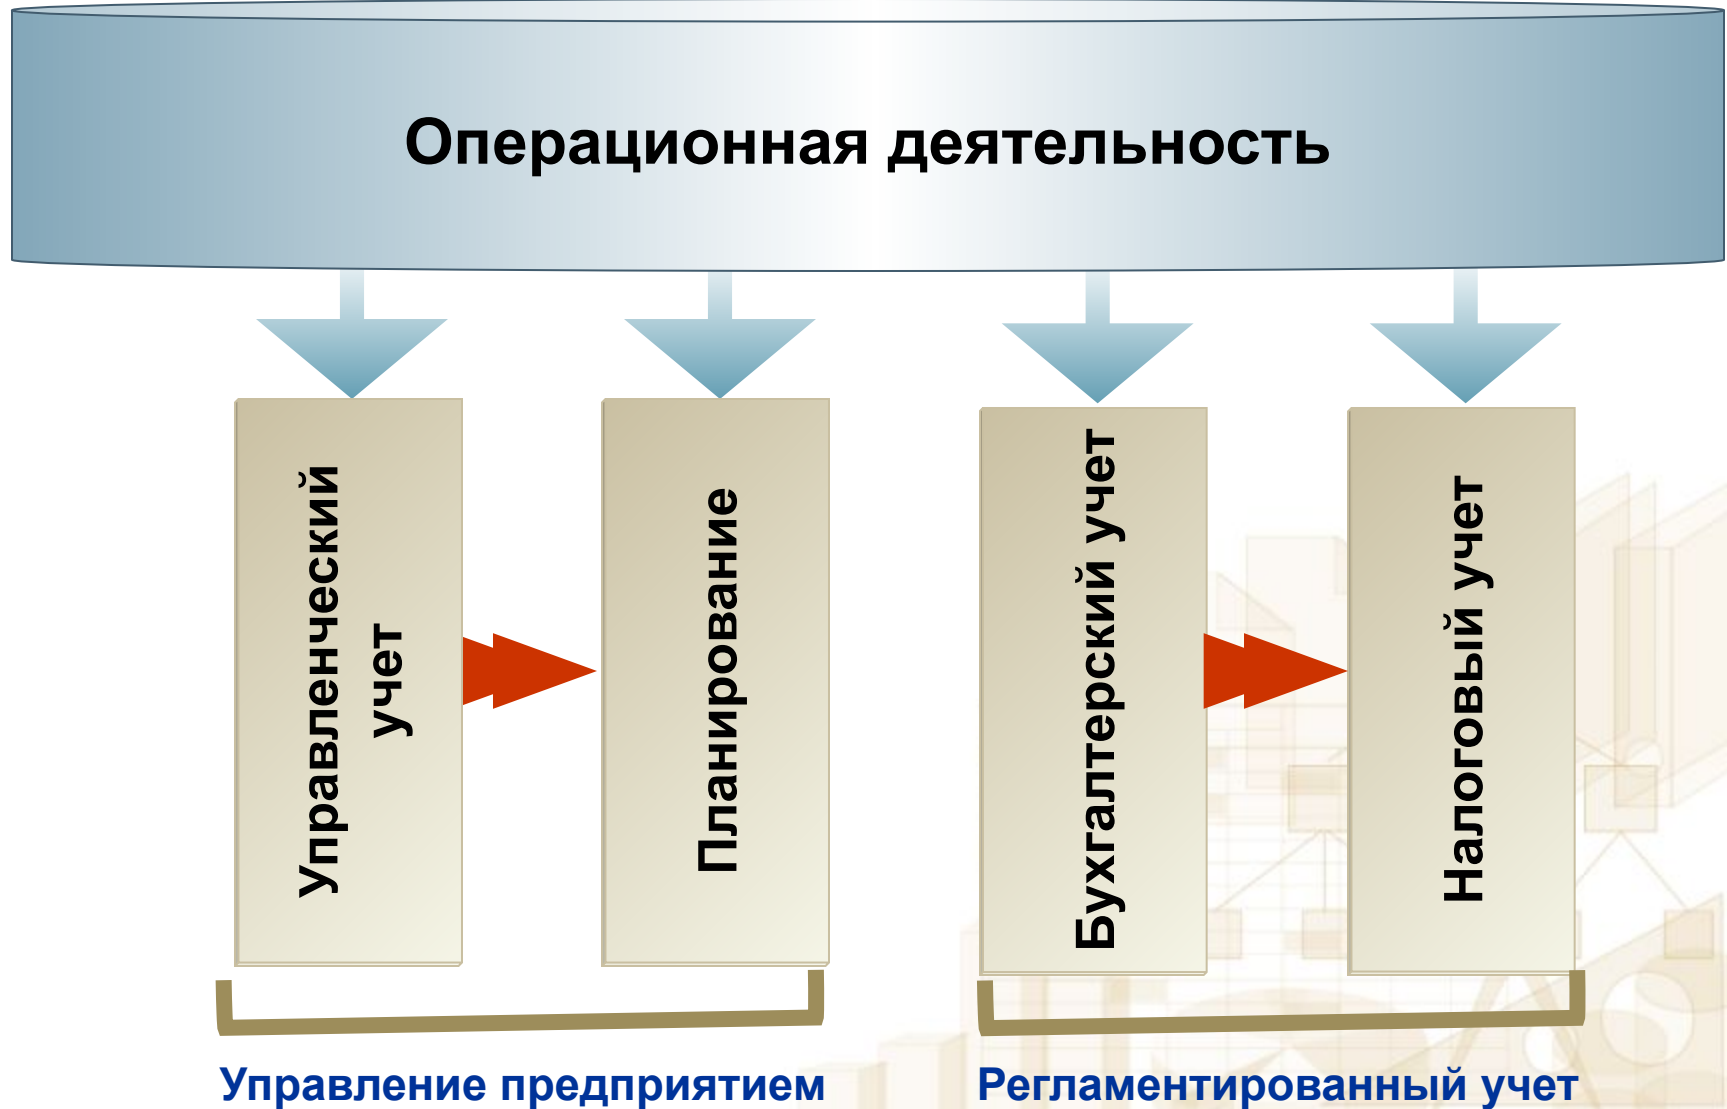 Операционная деятельность
Управленческий
учет
Планирование
Бухгалтерский учет
Налоговый учет
Управление предприятием
Регламентированный учет